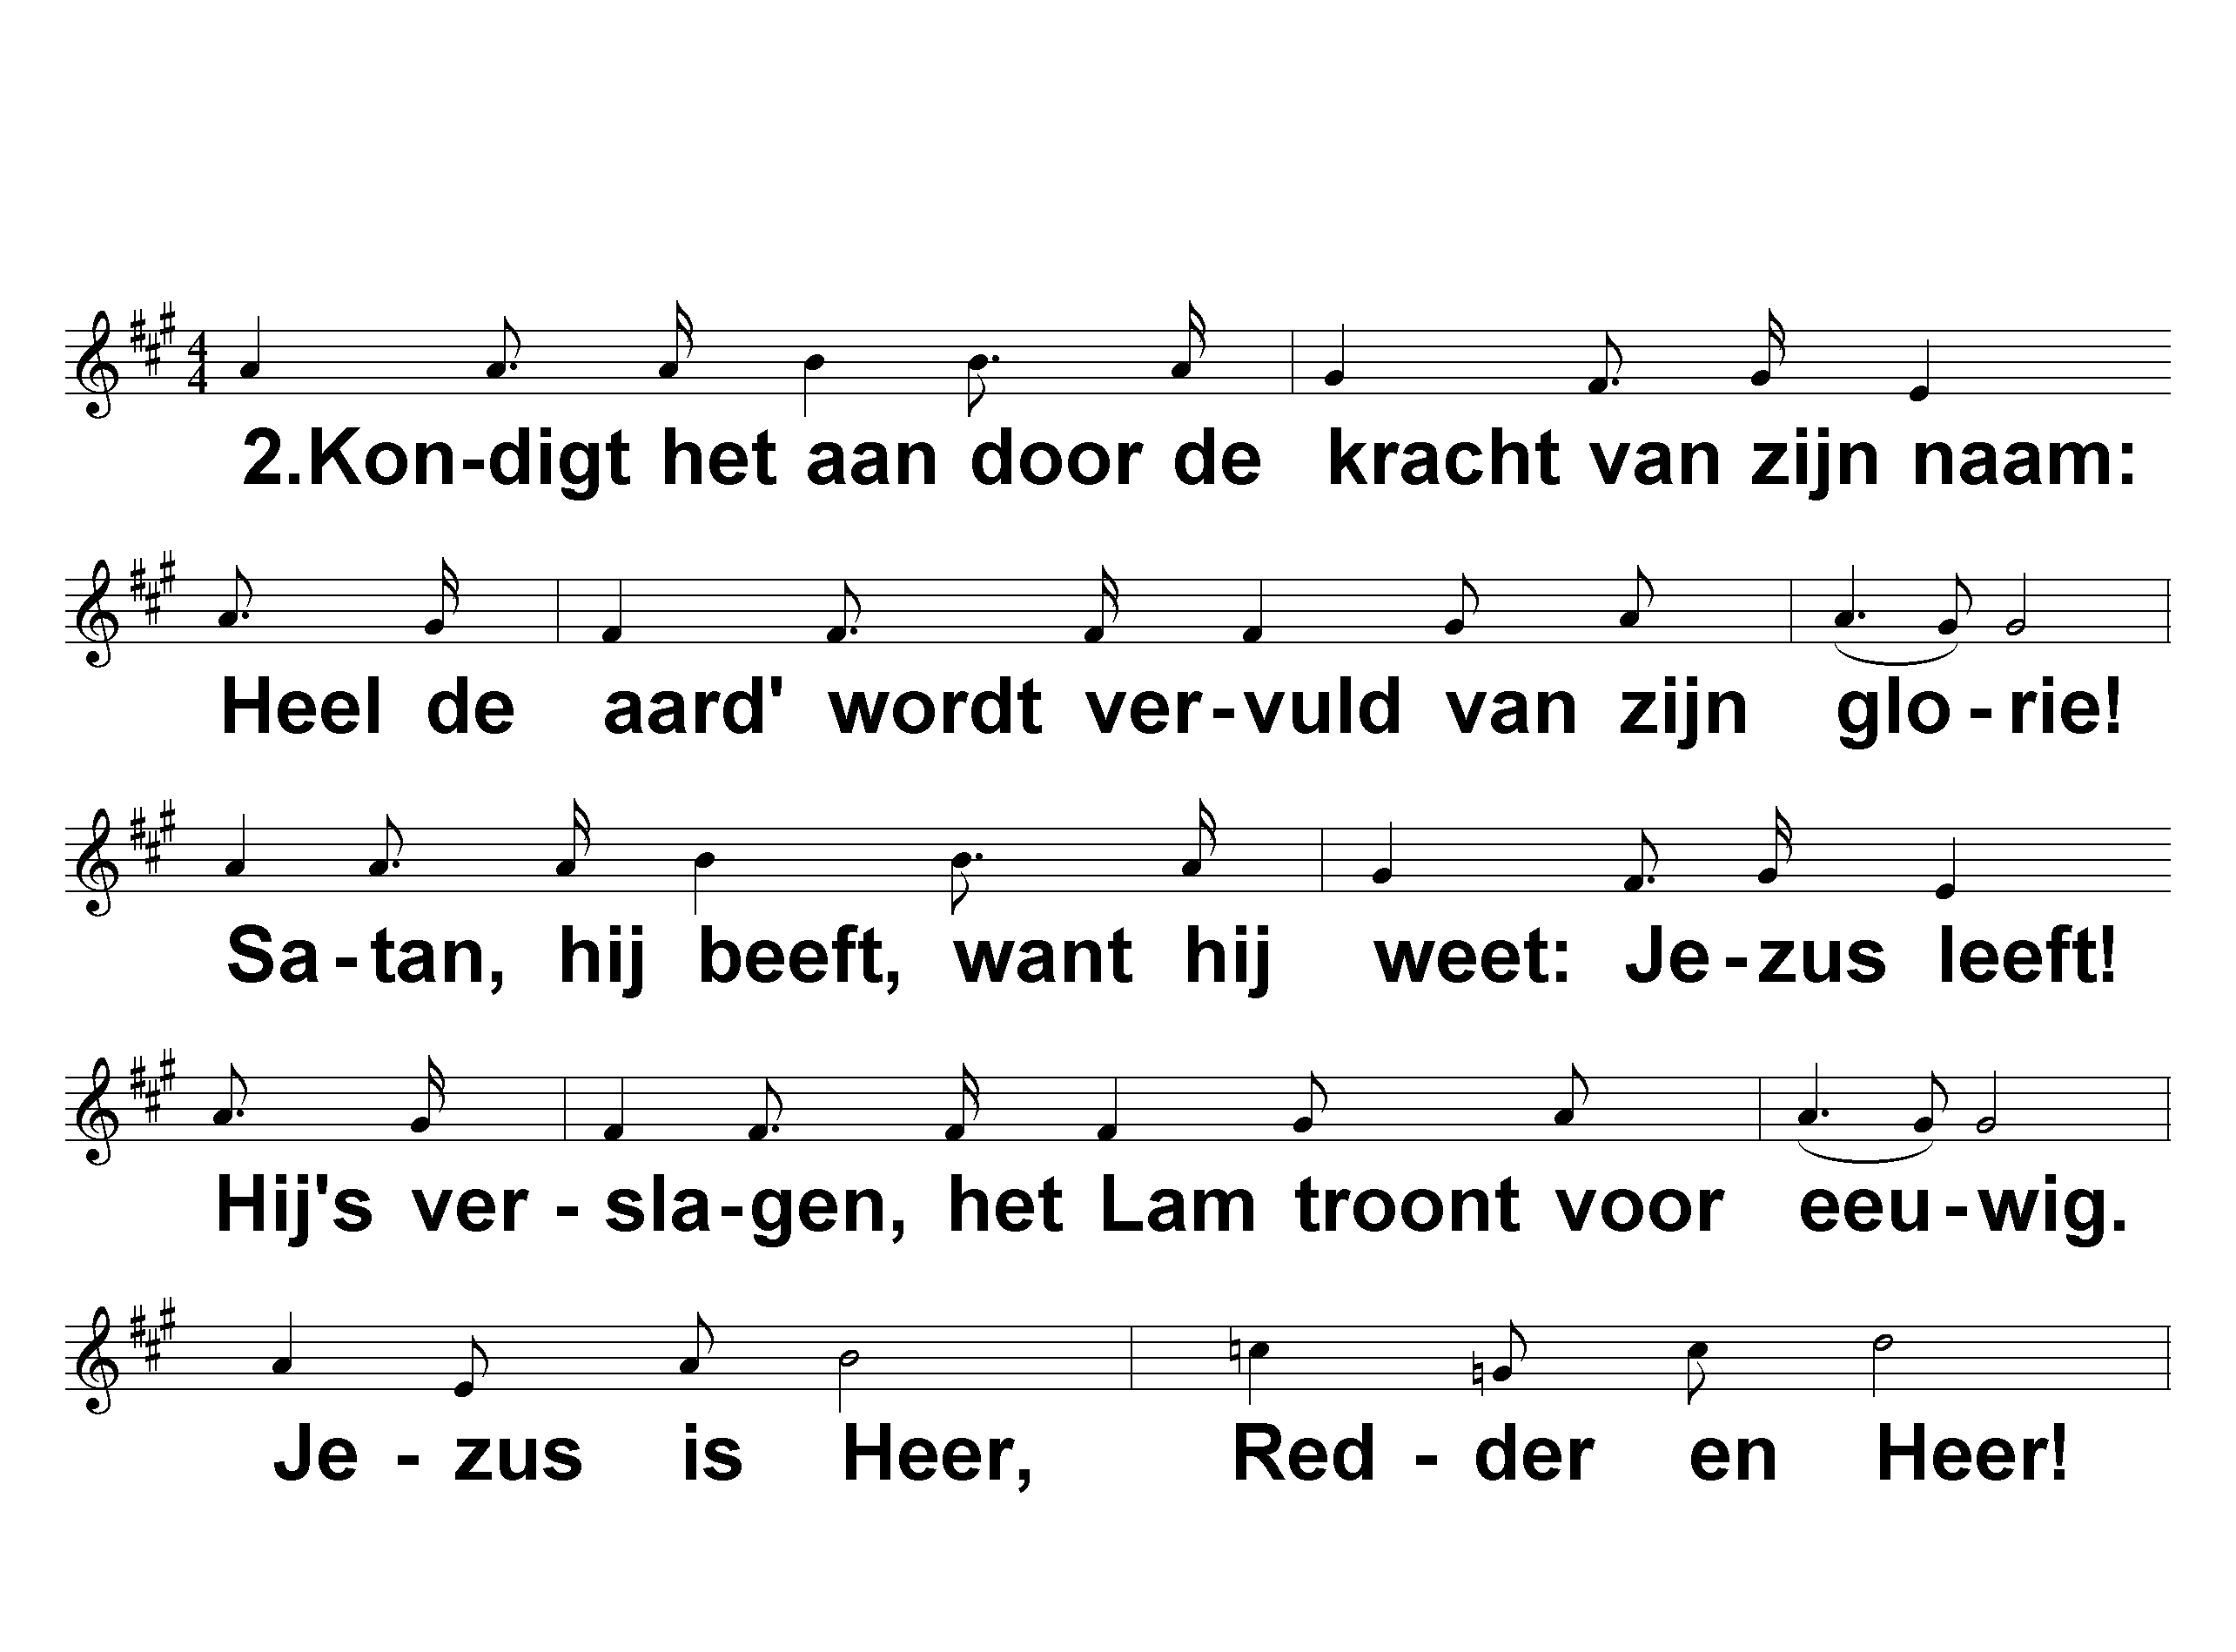 4
4
2.Kon-digt het aan door de kracht van zijn naam:
Heel de aard' wordt ver-vuld van zijn glo-rie!
Sa-tan, hij beeft, want hij weet: Je-zus leeft!
Hij's ver-sla-gen, het Lam troont voor eeu-wig.
Je-zus is Heer, Red-der en Heer!